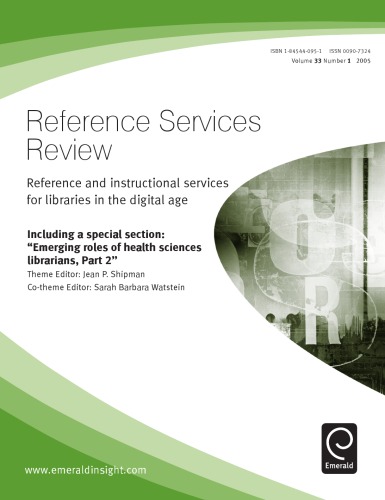 ISBN 1-84544-095-1 ISSN 0090-7324
Volume 33 Number 1 2005
Reference Services
Review
Reference and instructional services
for libraries in the digital age
Including a special section:
“Emerging roles of health sciences
librarians, Part 2”
Theme Editor: Jean P. Shipman
Co-theme Editor: Sarah Barbara Watstein
S
R
Emerald
www.emeraldinsight.com